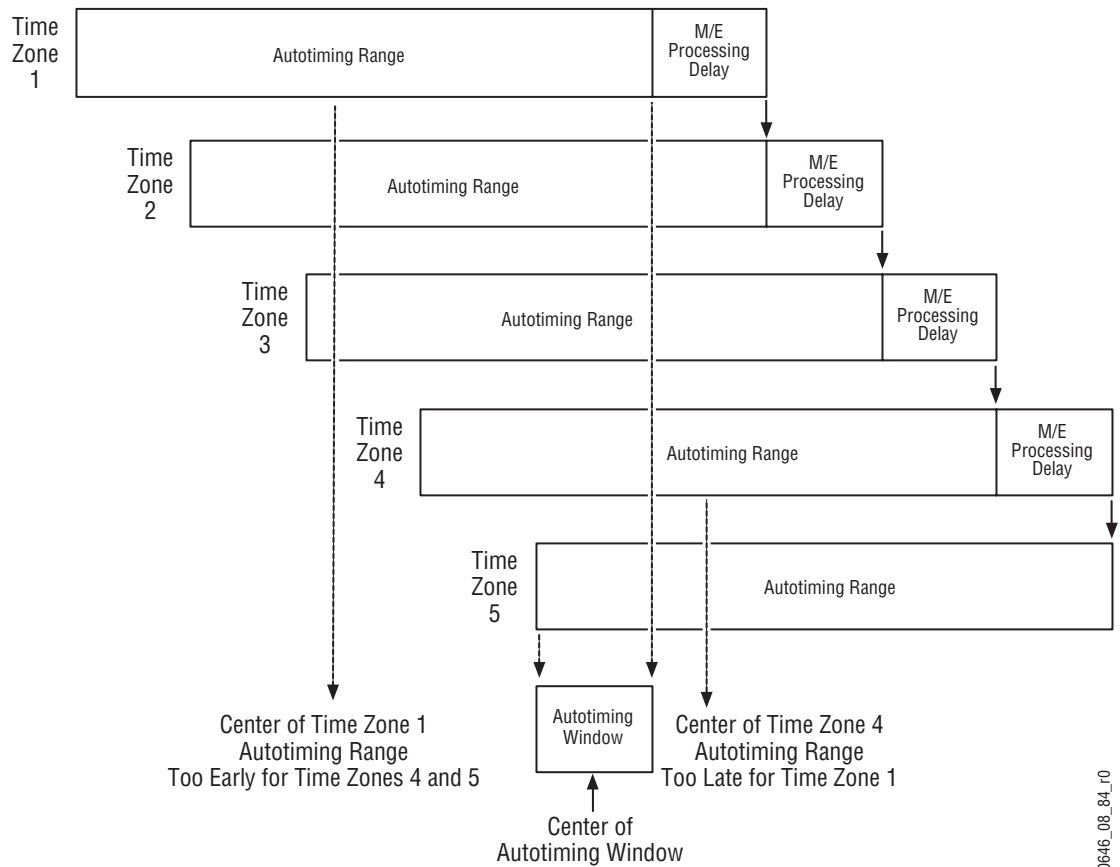 Time
Zone
1
Autotiming Range
M/E
Processing
Delay
Time
Zone
2
Autotiming Range
M/E
Processing
Delay
Time
Zone
3
Autotiming Range
M/E
Processing
Delay
Time
Zone
4
Autotiming Range
M/E
Processing
Delay
Time
Zone
5
Autotiming Range
Center of Time Zone 1
Autotiming Range
Too Early for Time Zones 4 and 5
Autotiming
Window
Center of Time Zone 4
Autotiming Range
Too Late for Time Zone 1
Center of
Autotiming Window
0646_08_84_r0